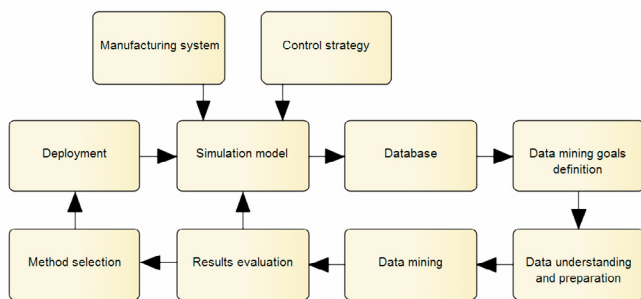 Manufacturing system
Control strategy
Deployment
Simulation model
Database
Data mining goals
definition
Method selection
Results evaluation
Data mining
Data understanding
and preparation